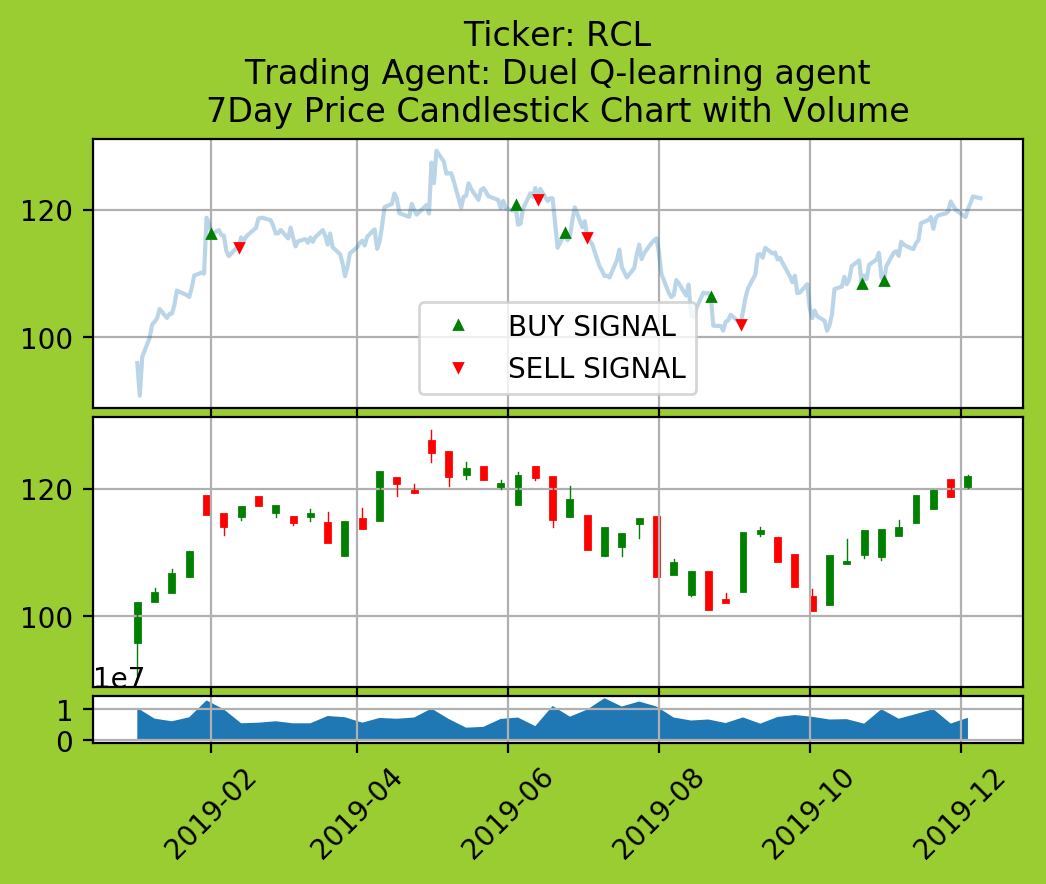 Ticker: RCL
Trading Agent: Duel Q-learning agent
7Day Price Candlestick Chart with Volume
120
100
BUY SIGNAL
SELL SIGNAL
120
100
1e7
1
0
2019-02
2019-04
2019-06
2019-08
2019-10
2019-12